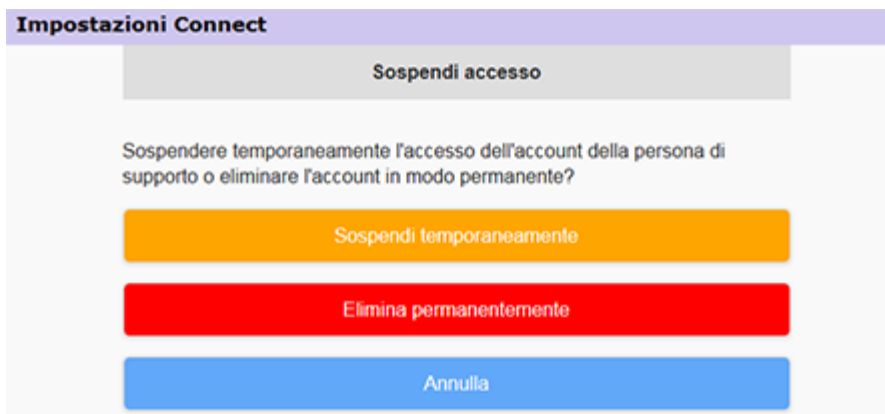 Impostazioni Connect
Sospendi accesso
Sospendere temporaneamente l'accesso dell'account della persona di
supporto o eliminare l'account in modo permanente?
Sospendi temporaneamente
Elimina permanentemente
Annulla